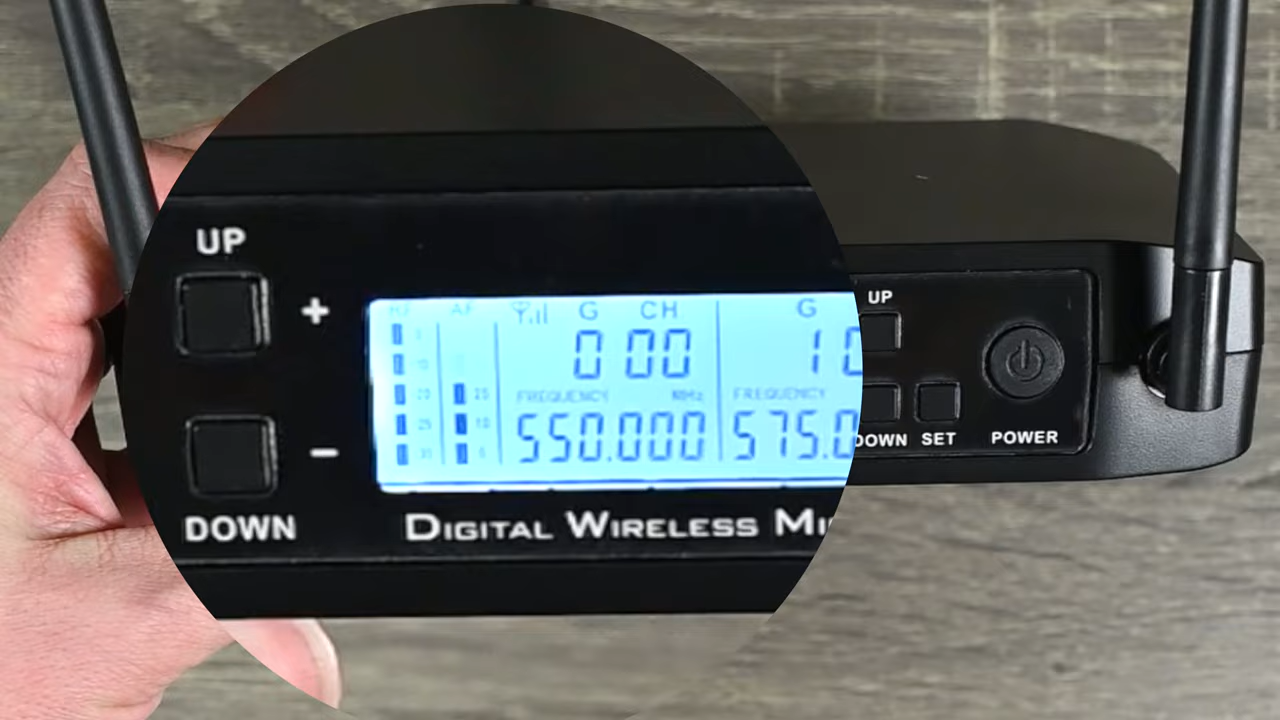 UP
+
RF AF G CH G
0 00 10
FREQUENCY MHz FREQUENCY
550.000 575.0
-
DOWN
DIGITAL WIRELESS MI
UP
DOWN SET POWER